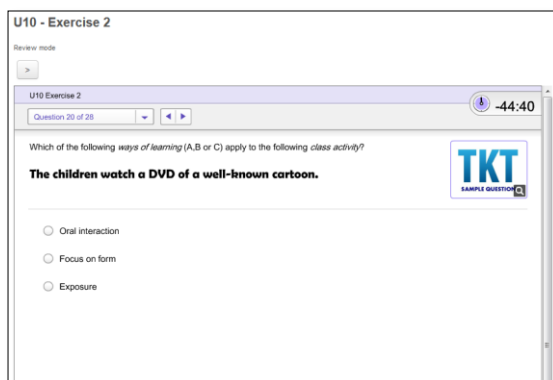 U10 - Exercise 2
Review mode
>
U10 Exercise 2
-44:40
Question 20 of 28
Which of the following ways of learning (A,B or C) apply to the following class activity?
The children watch a DVD of a well-known cartoon.
TKT
SAMPLE QUESTION
Oral interaction
Focus on form
Exposure